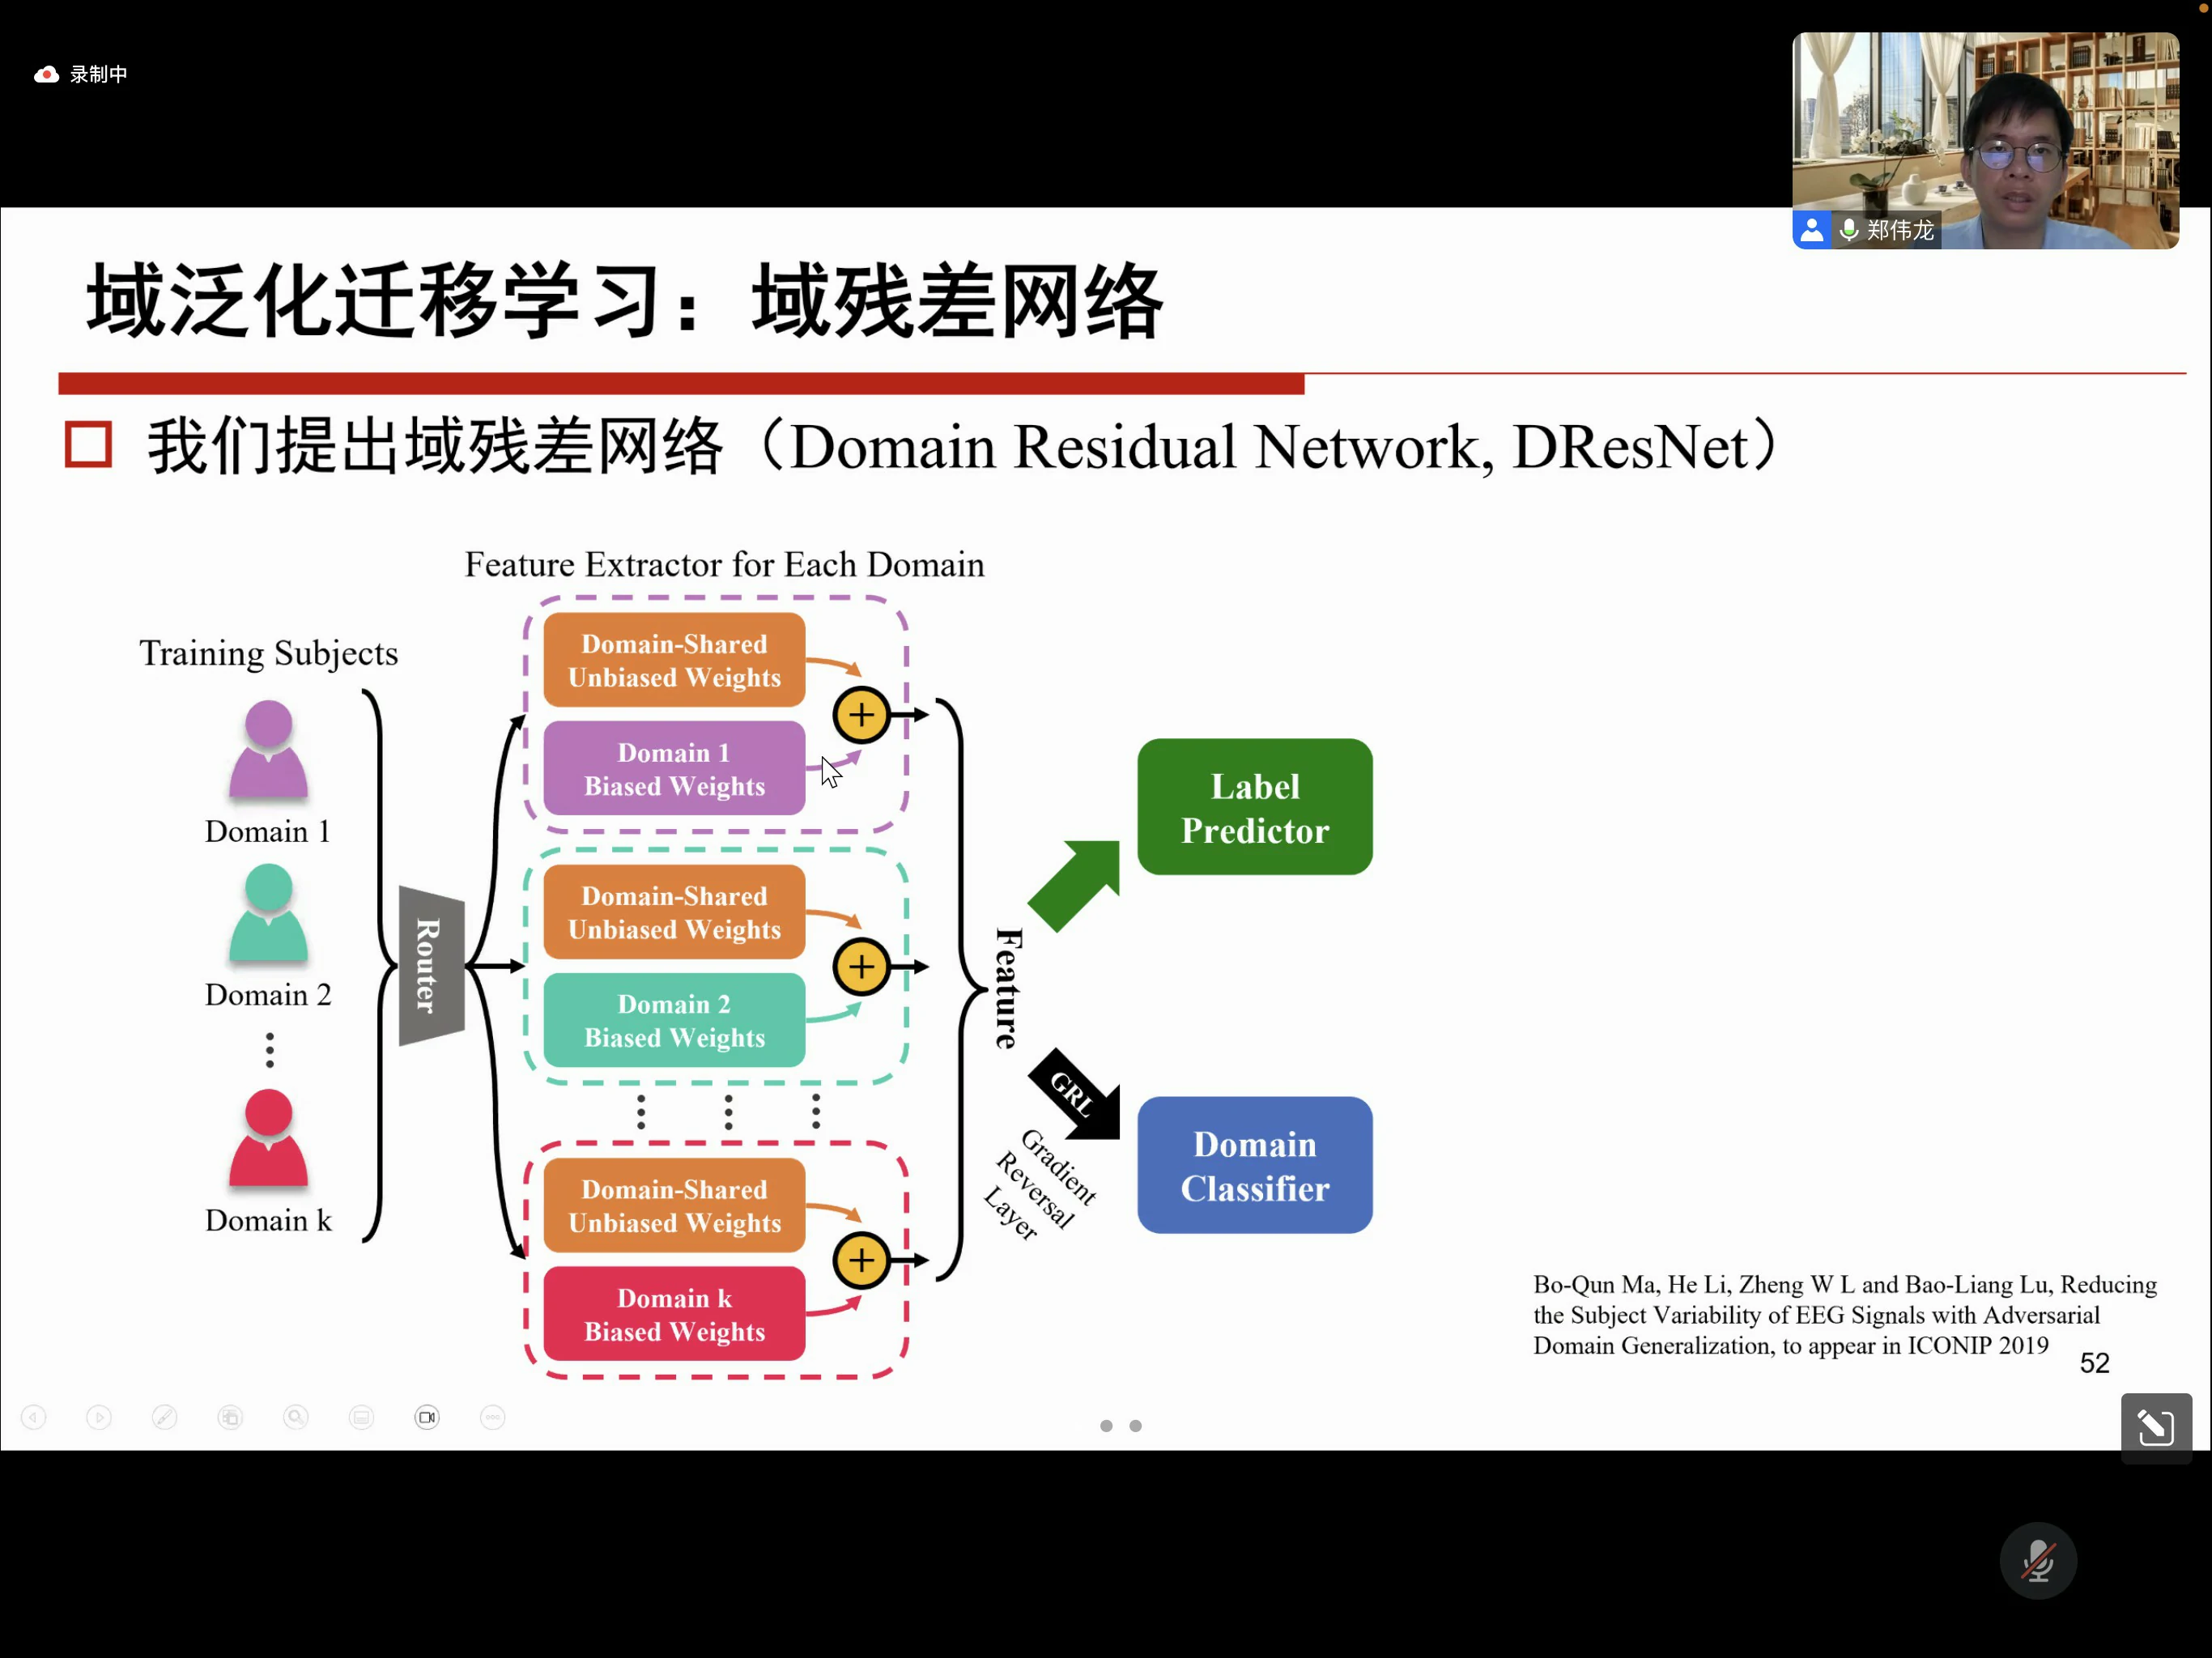 录制中
郑伟龙
域泛化迁移学习：域残差网络
我们提出域残差网络（Domain Residual Network, DResNet）
Feature Extractor for Each Domain
Training Subjects
Domain 1
Domain 2
Domain k
Router
Domain-Shared
Unbiased Weights
Domain 1
Biased Weights
Domain-Shared
Unbiased Weights
Domain 2
Biased Weights
Domain-Shared
Unbiased Weights
Domain k
Biased Weights
Feature
Label
Predictor
GRL
Gradient
Reversal
Layer
Domain
Classifier
Bo-Qun Ma, He Li, Zheng W L and Bao-Liang Lu, Reducing
the Subject Variability of EEG Signals with Adversarial
Domain Generalization, to appear in ICONIP 2019
52